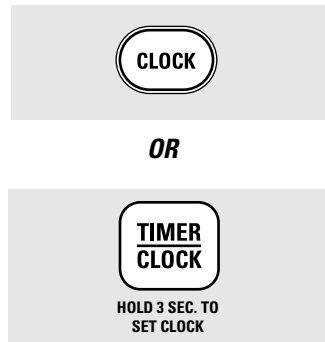 CLOCK
OR
TIMER
CLOCK
HOLD 3 SEC. TO
SET CLOCK